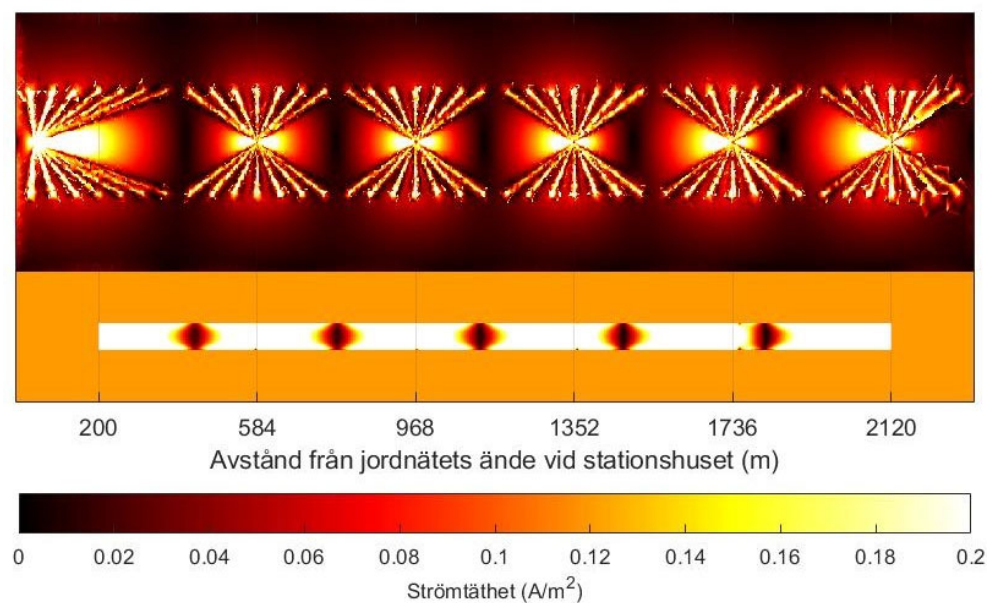 200 584 968 1352 1736 2120
Avstånd från jordnätets ände vid stationshuset (m)
0 0.02 0.04 0.06 0.08 0.1 0.12 0.14 0.16 0.18 0.2
Strömtäthet (A/m²)